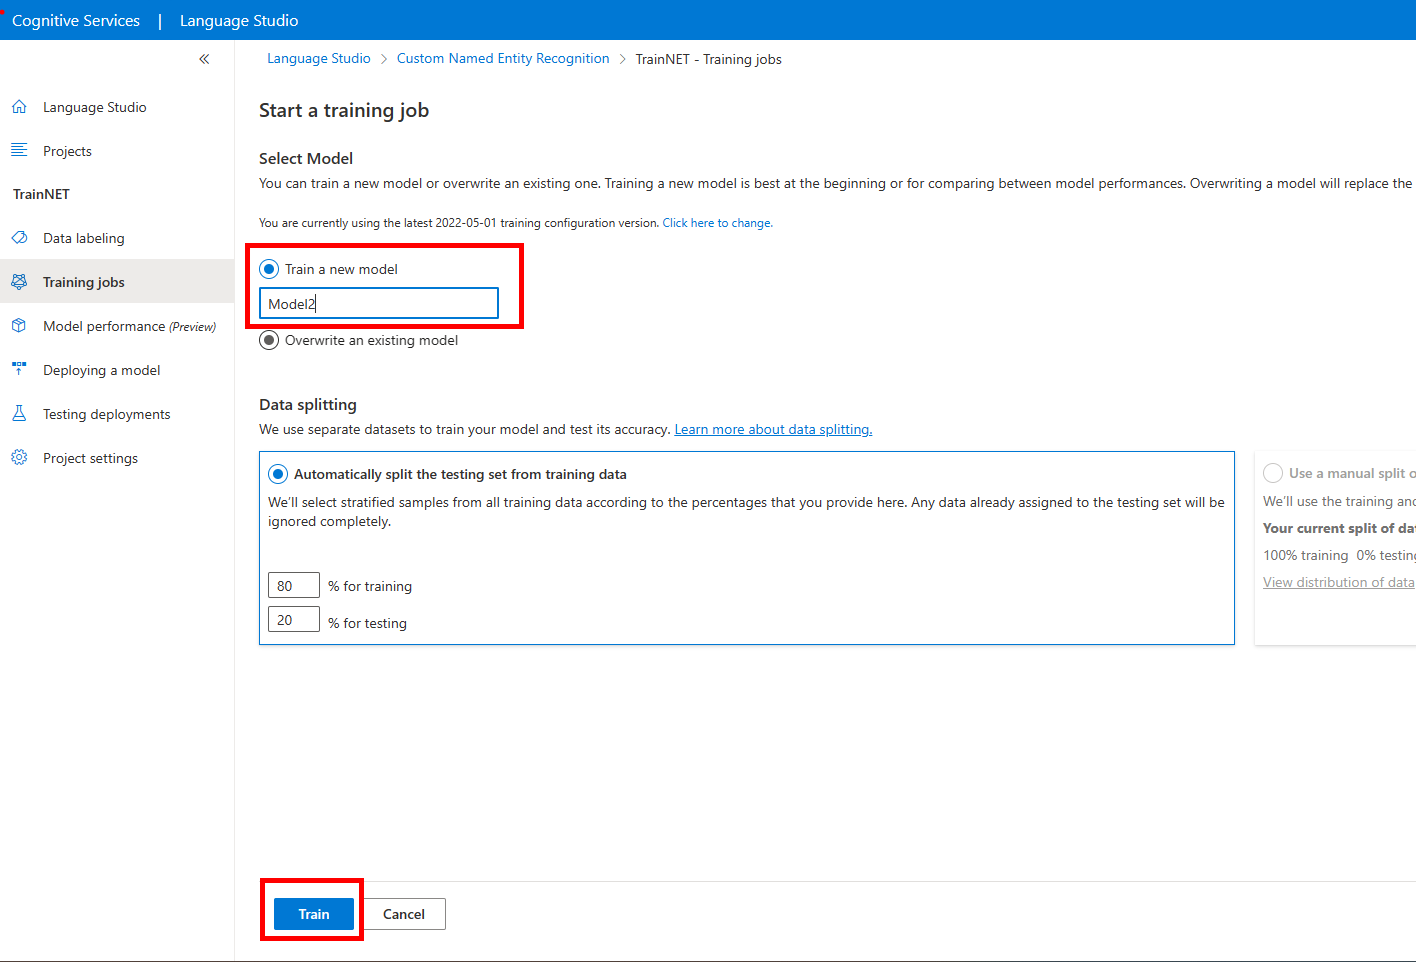 Cognitive Services | Language Studio
Language Studio > Custom Named Entity Recognition > TrainNET - Training jobs
Language Studio
Projects
TrainNET
Data labeling
Training jobs
Model performance (Preview)
Deploying a model
Testing deployments
Project settings
Start a training job
Select Model
You can train a new model or overwrite an existing one. Training a new model is best at the beginning or for comparing between model performances. Overwriting a model will replace the
You are currently using the latest 2022-05-01 training configuration version. Click here to change.
Train a new model
Model2
Overwrite an existing model
Data splitting
We use separate datasets to train your model and test its accuracy. Learn more about data splitting.
Automatically split the testing set from training data
We'll select stratified samples from all training data according to the percentages that you provide here. Any data already assigned to the testing set will be
ignored completely.
80 % for training
20 % for testing
Use a manual split o
We'll use the training and
Your current split of dat
100% training 0% testing
View distribution of data
Train Cancel